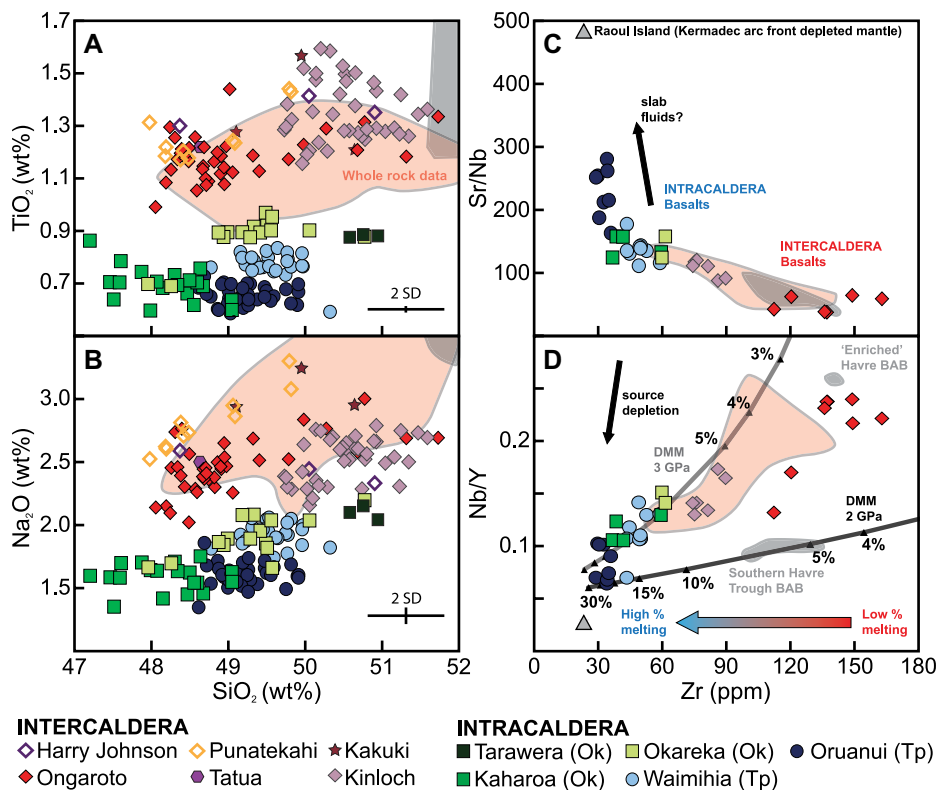 1.7
1.5
1.3
1.1
0.9
0.7
TiO2 (wt%)
A
Whole rock data
2 SD
3.0
2.5
2.0
1.5
Na2O (wt%)
B
2 SD
47
48
49
50
51
52
SiO2 (wt%)
500
400
300
200
100
Sr/Nb
C
Raoul Island (Kermadec arc front depleted mantle)
slab
fluids?
INTRACALDERA
Basalts
INTERCALDERA
Basalts
0.2
0.1
Nb/Y
D
3%
'Enriched'
Havre BAB
source
depletion
4%
5%
DMM
3 GPa
DMM
2 GPa
4%
5%
10%
15%
30%
Southern Havre
Trough BAB
High %
melting
Low %
melting
0
30
60
90
120
150
180
Zr (ppm)
INTERCALDERA
Harry Johnson
Punatekahi
Kakuki
Ongaroto
Tatua
Kinloch
INTRACALDERA
Tarawera (Ok)
Okareka (Ok)
Oruanui (Tp)
Kaharoa (Ok)
Waimihia (Tp)